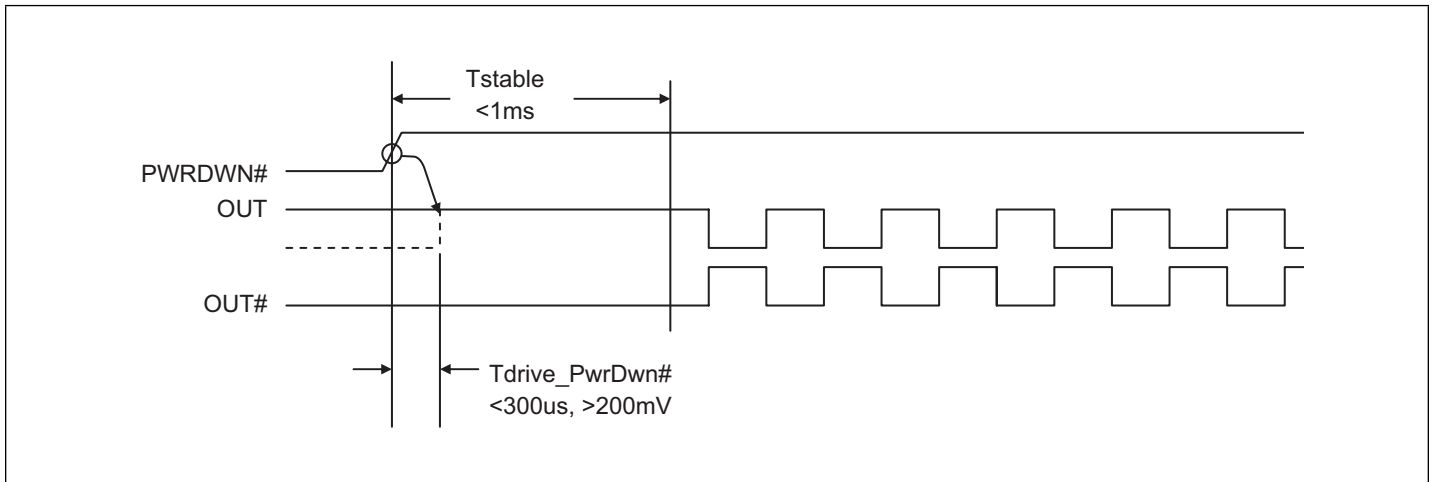 Tstable
<1ms
PWRDWN#
OUT
OUT#
Tdrive_PwrDwn#
<300us, >200mV